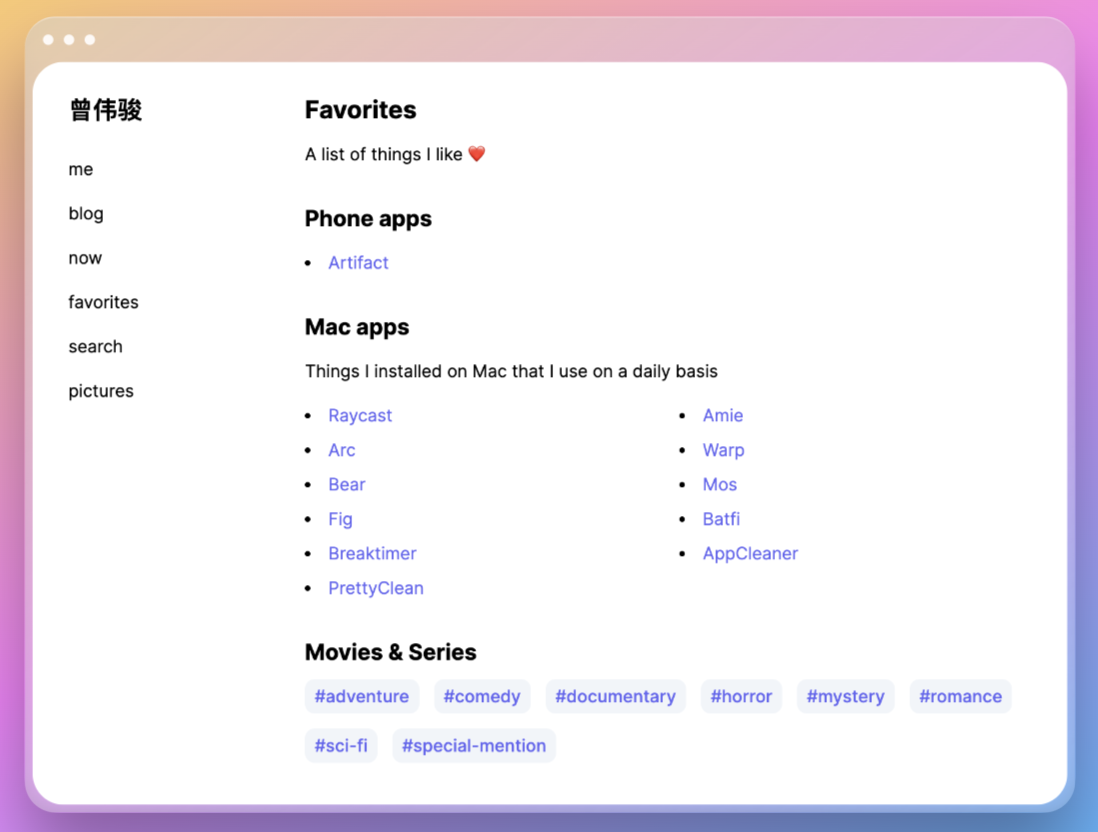 曾伟骏
me
blog
now
favorites
search
pictures
Favorites
A list of things I like ❤️
Phone apps
• Artifact
Mac apps
Things I installed on Mac that I use on a daily basis
• Raycast
• Arc
• Bear
• Fig
• Breaktimer
• PrettyClean
• Amie
• Warp
• Mos
• Batfi
• AppCleaner
Movies & Series
#adventure #comedy #documentary #horror #mystery #romance
#sci-fi #special-mention